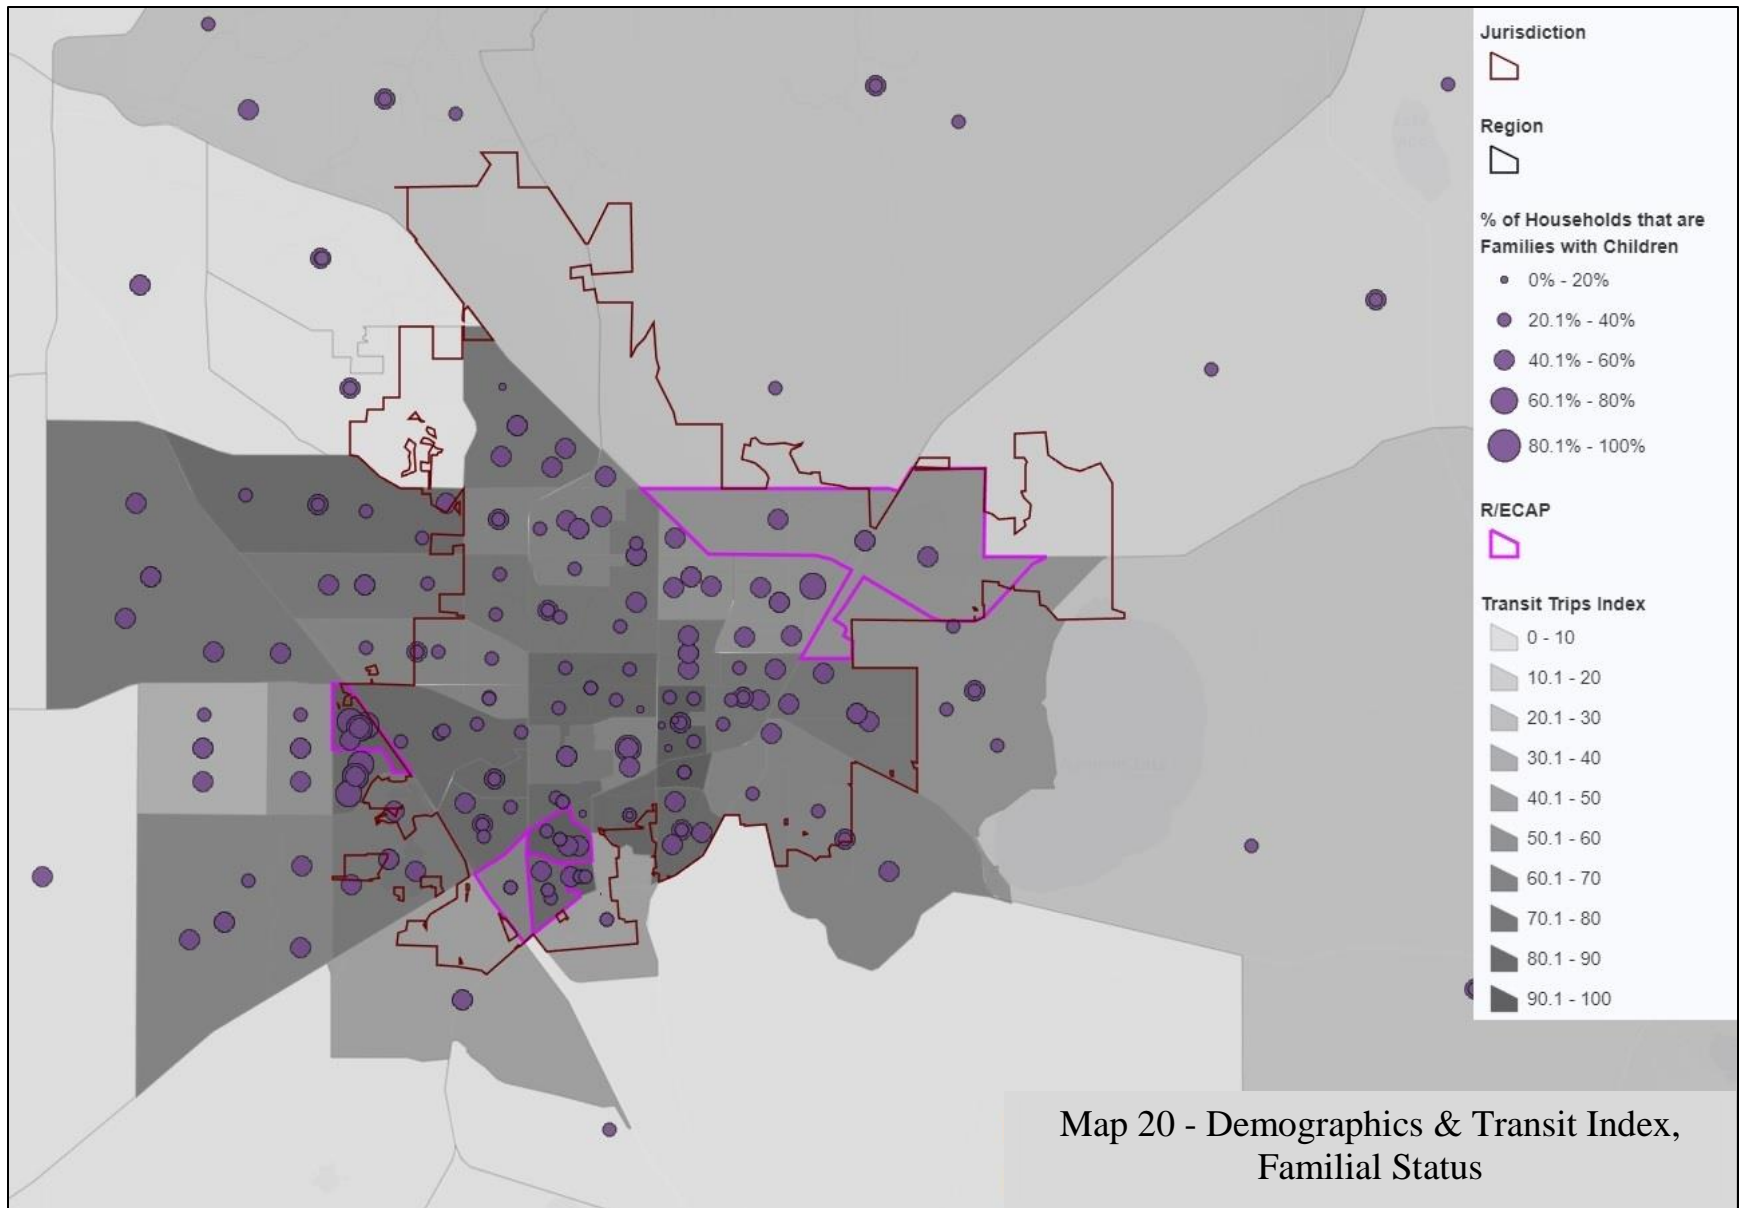 Jurisdiction
Region
% of Households that are
Families with Children
0% - 20%
20.1% - 40%
40.1% - 60%
60.1% - 80%
80.1% - 100%
R/ECAP
Transit Trips Index
0 - 10
10.1 - 20
20.1 - 30
30.1 - 40
40.1 - 50
50.1 - 60
60.1 - 70
70.1 - 80
80.1 - 90
90.1 - 100
Map 20 - Demographics & Transit Index,
Familial Status